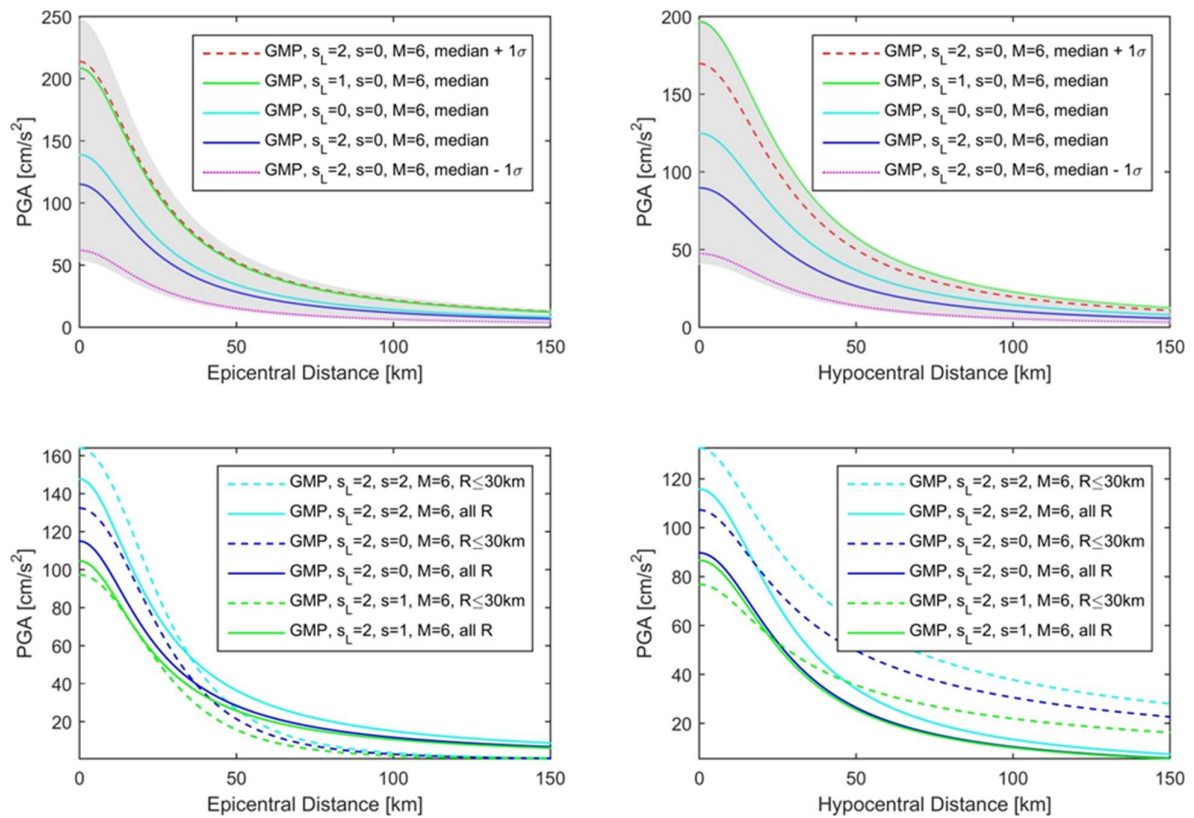 250
200
150
100
50
0
PGA [cm/s²]
GMP, s_L=2, s=0, M=6, median + 1σ
GMP, s_L=1, s=0, M=6, median
GMP, s_L=0, s=0, M=6, median
GMP, s_L=2, s=0, M=6, median
GMP, s_L=2, s=0, M=6, median - 1σ
0 50 100 150
Epicentral Distance [km]
200
150
100
50
0
PGA [cm/s²]
GMP, s_L=2, s=0, M=6, median + 1σ
GMP, s_L=1, s=0, M=6, median
GMP, s_L=0, s=0, M=6, median
GMP, s_L=2, s=0, M=6, median
GMP, s_L=2, s=0, M=6, median - 1σ
0 50 100 150
Hypocentral Distance [km]
160
140
120
100
80
60
40
20
PGA [cm/s²]
GMP, s_L=2, s=2, M=6, R≤30km
GMP, s_L=2, s=2, M=6, all R
GMP, s_L=2, s=0, M=6, R≤30km
GMP, s_L=2, s=0, M=6, all R
GMP, s_L=2, s=1, M=6, R≤30km
GMP, s_L=2, s=1, M=6, all R
0 50 100 150
Epicentral Distance [km]
120
100
80
60
40
20
PGA [cm/s²]
GMP, s_L=2, s=2, M=6, R≤30km
GMP, s_L=2, s=2, M=6, all R
GMP, s_L=2, s=0, M=6, R≤30km
GMP, s_L=2, s=0, M=6, all R
GMP, s_L=2, s=1, M=6, R≤30km
GMP, s_L=2, s=1, M=6, all R
0 50 100 150
Hypocentral Distance [km]